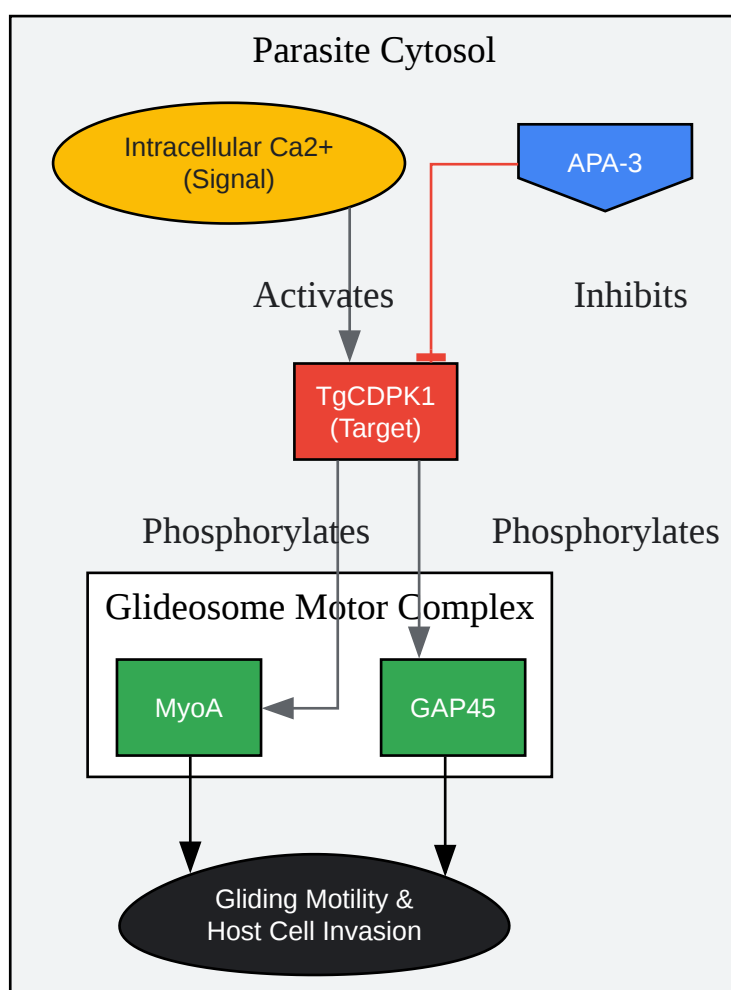 Parasite Cytosol
Intracellular Ca2+
(Signal)
APA-3
Activates
Inhibits
TgCDPK1
(Target)
Phosphorylates
Phosphorylates
Glideosome Motor Complex
MyoA
GAP45
Gliding Motility &
Host Cell Invasion